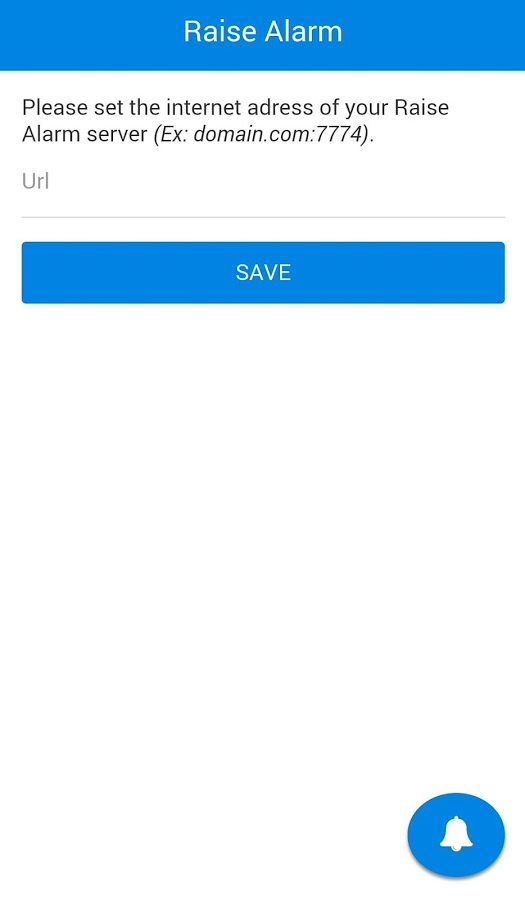 Raise Alarm
Please set the internet adress of your Raise
Alarm server (Ex: domain.com:7774).
Url
SAVE